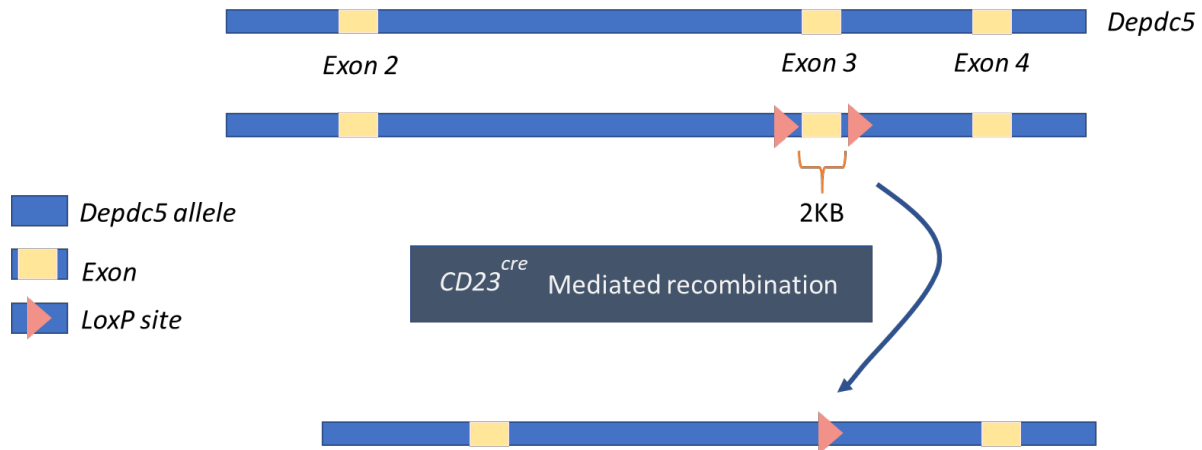 Depdc5
Exon 2 Exon 3 Exon 4
2KB
Depdc5 allele
Exon
LoxP site
CD23cre Mediated recombination